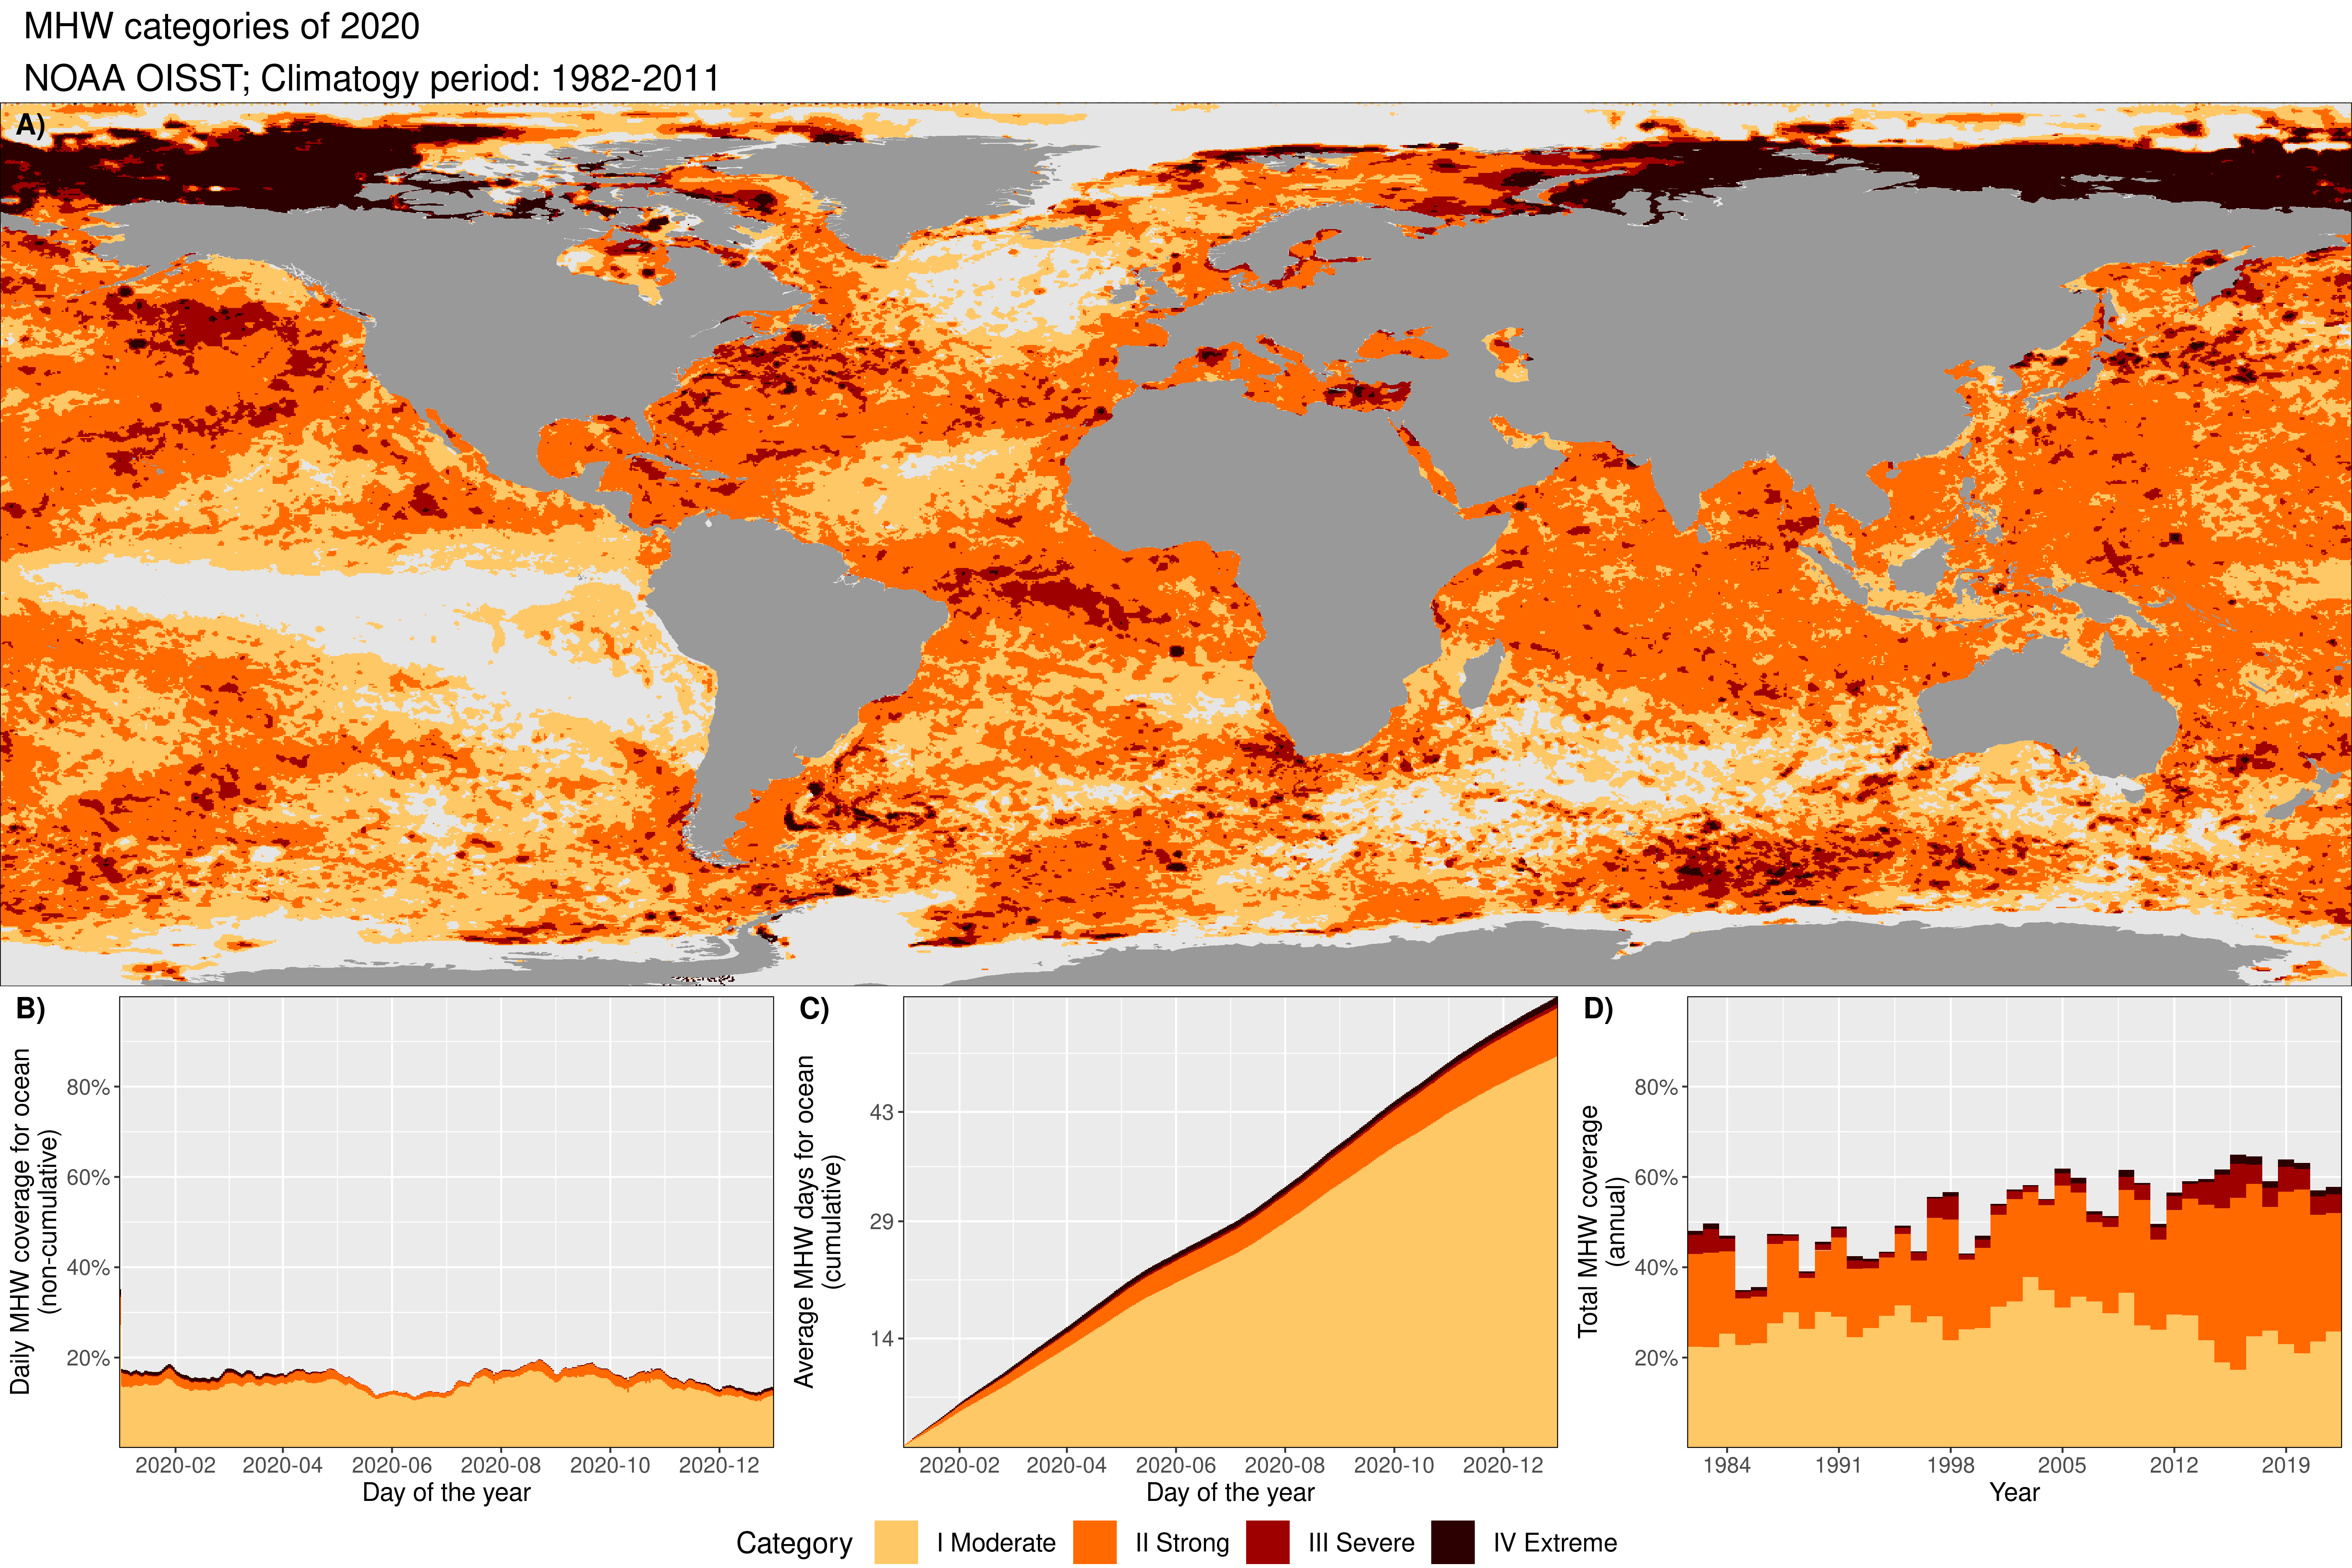 MHW categories of 2020
NOAA OISST; Climatogy period: 1982-2011
A)
B)
Daily MHW coverage for ocean
(non-cumulative)
80%
60%
40%
20%
2020-02 2020-04 2020-06 2020-08 2020-10 2020-12
Day of the year
C)
Average MHW days for ocean
(cumulative)
43
29
14
2020-02 2020-04 2020-06 2020-08 2020-10 2020-12
Day of the year
D)
Total MHW coverage
(annual)
80%
60%
40%
20%
1984 1991 1998 2005 2012 2019
Year
Category I Moderate II Strong III Severe IV Extreme